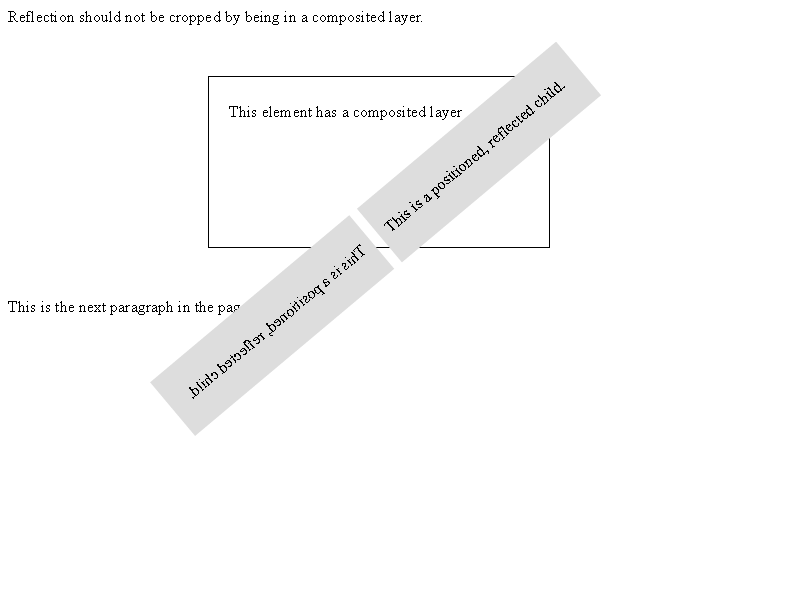 Reflection should not be cropped by being in a composited layer.
This element has a composited layer
This is a positioned, reflected child.
This is a positioned, reflected child.
This is the next paragraph in the pag